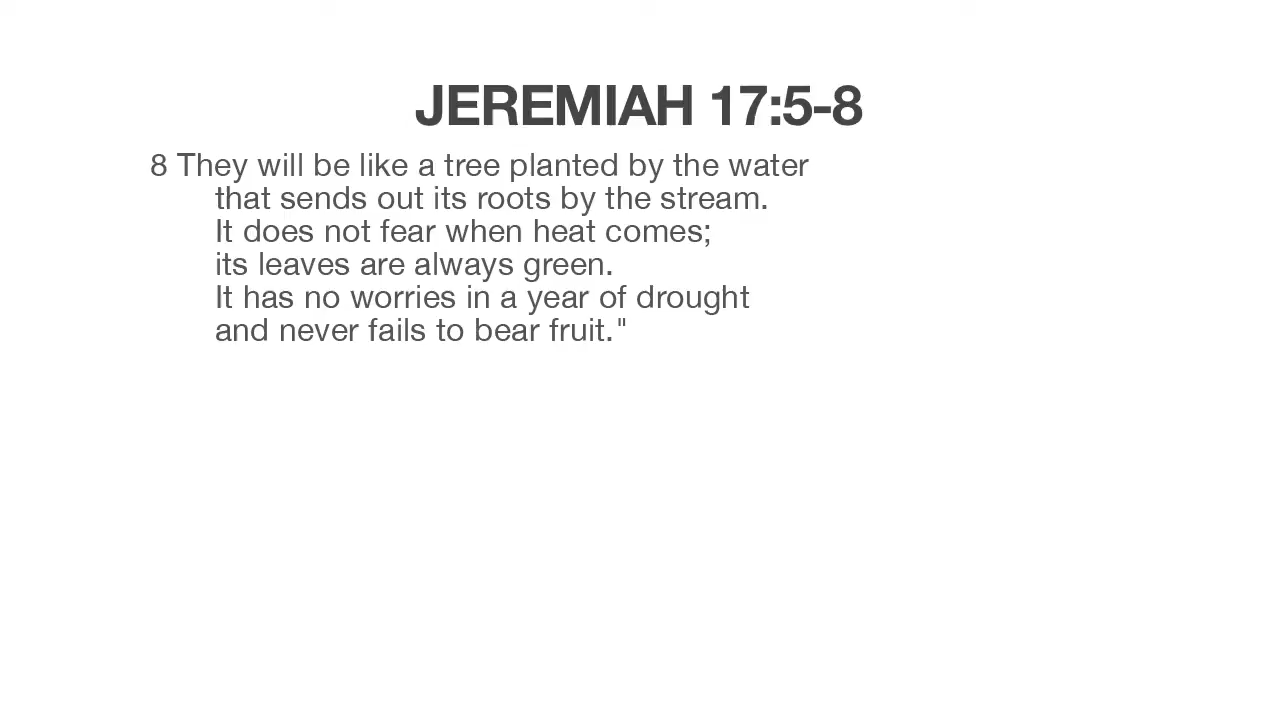 JEREMIAH 17:5-8
8 They will be like a tree planted by the water
that sends out its roots by the stream.
It does not fear when heat comes;
its leaves are always green.
It has no worries in a year of drought
and never fails to bear fruit."